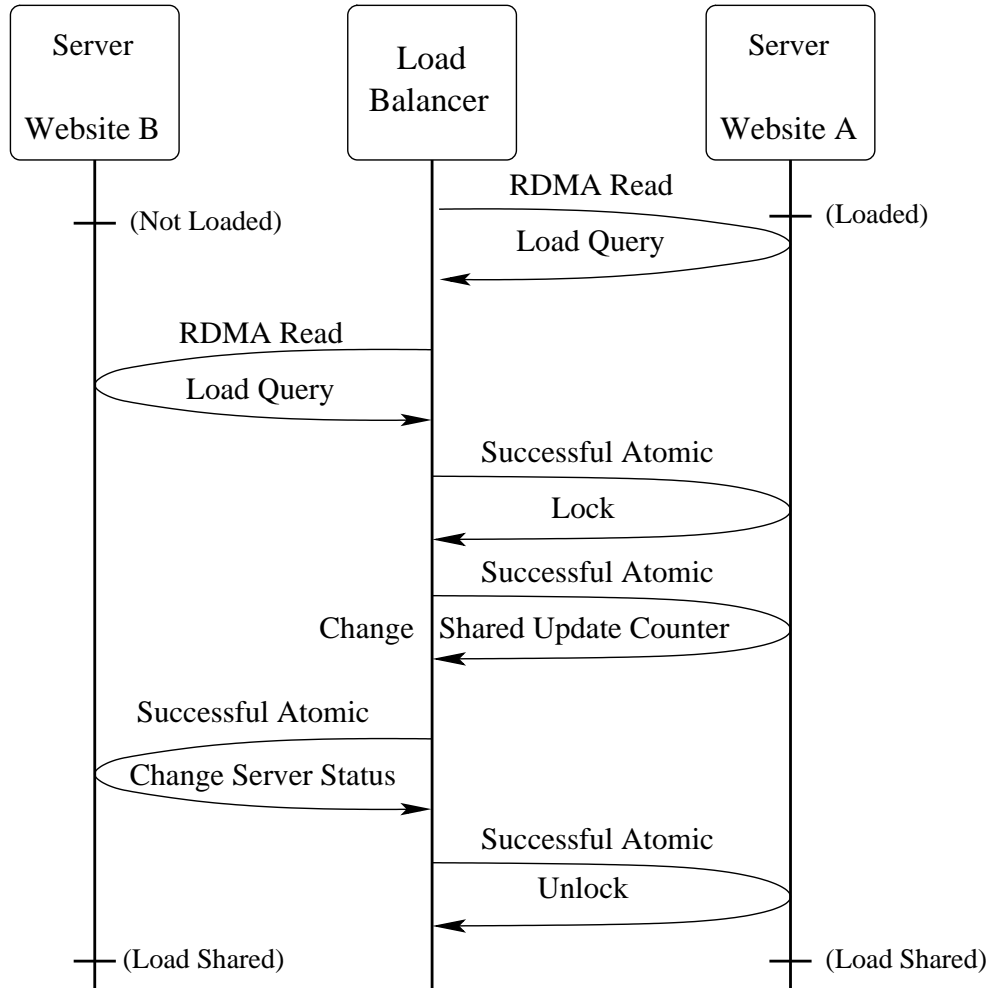 Server
Website B
Load
Balancer
Server
Website A
RDMA Read
(Not Loaded)
(Loaded)
Load Query
RDMA Read
Load Query
Successful Atomic
Lock
Successful Atomic
Change Shared Update Counter
Successful Atomic
Change Server Status
Successful Atomic
Unlock
(Load Shared)
(Load Shared)